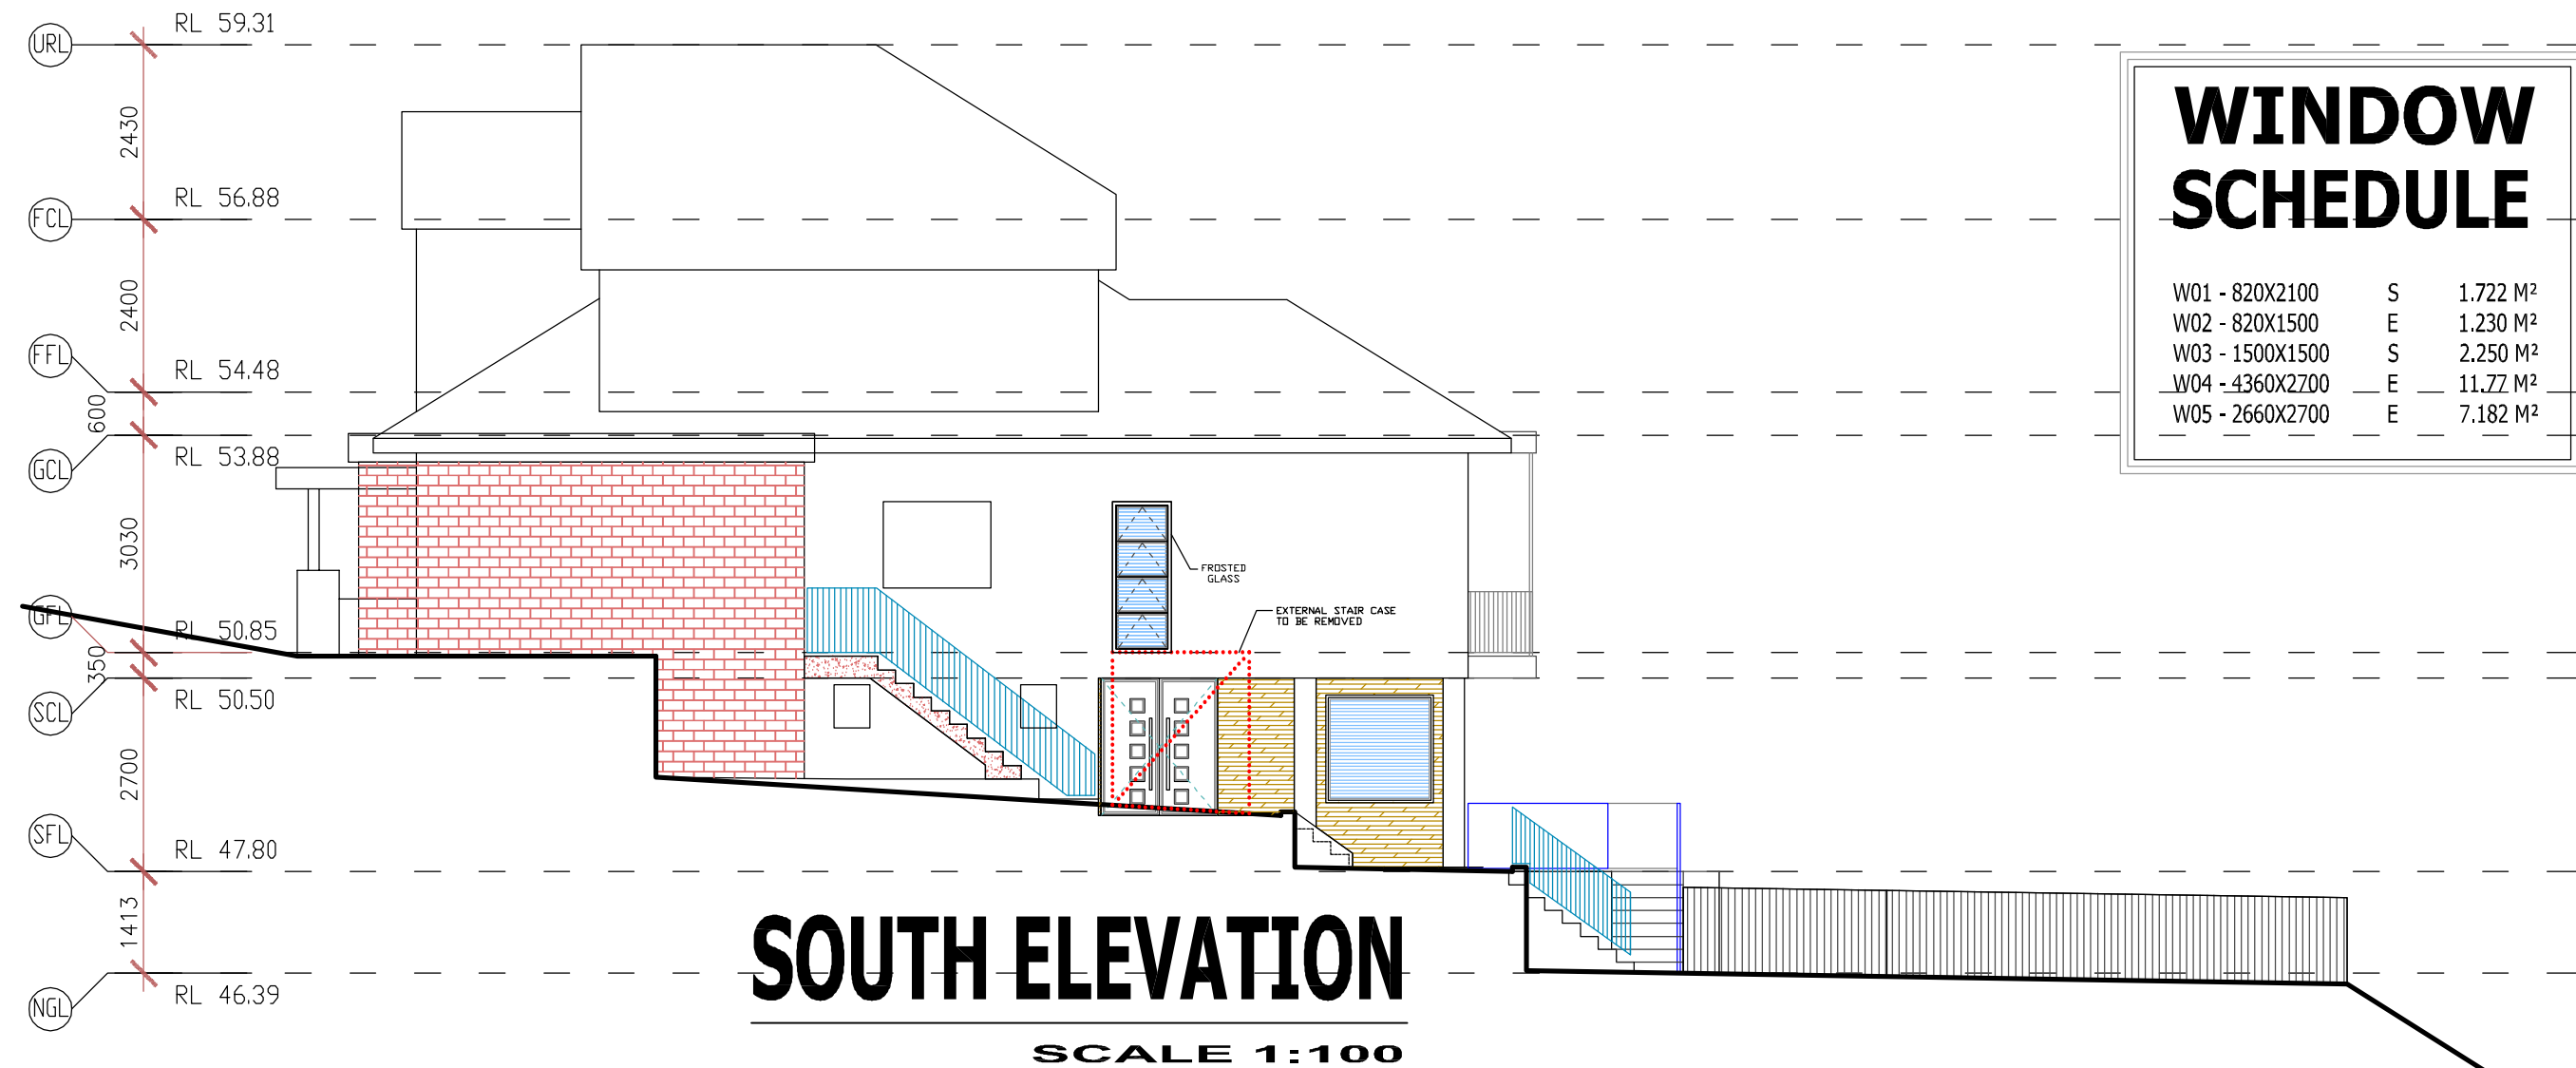 URL
RL 59.31
2430
FCL
RL 56.88
2400
FFL
RL 54.48
600
GCL
RL 53.88
3030
GFL
RL 50.85
350
SCL
RL 50.50
2700
SFL
RL 47.80
1413
NGL
RL 46.39
FROSTED
GLASS
EXTERNAL STAIR CASE
TO BE REMOVED
SOUTH ELEVATION
SCALE 1:100
WINDOW
SCHEDULE
W01 - 820X2100 S 1.722 M²
W02 - 820X1500 E 1.230 M²
W03 - 1500X1500 S 2.250 M²
W04 - 4360X2700 E 11.77 M²
W05 - 2660X2700 E 7.182 M²